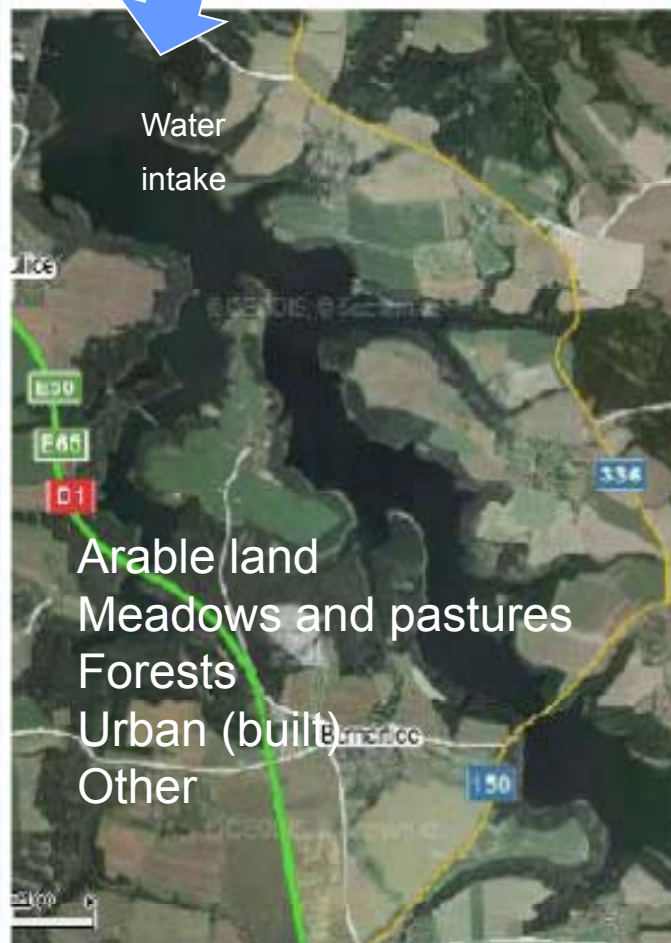 Water
intake
E50
E65
D1
336
Arable land
Meadows and pastures
Forests
Urban (built)
Other
150